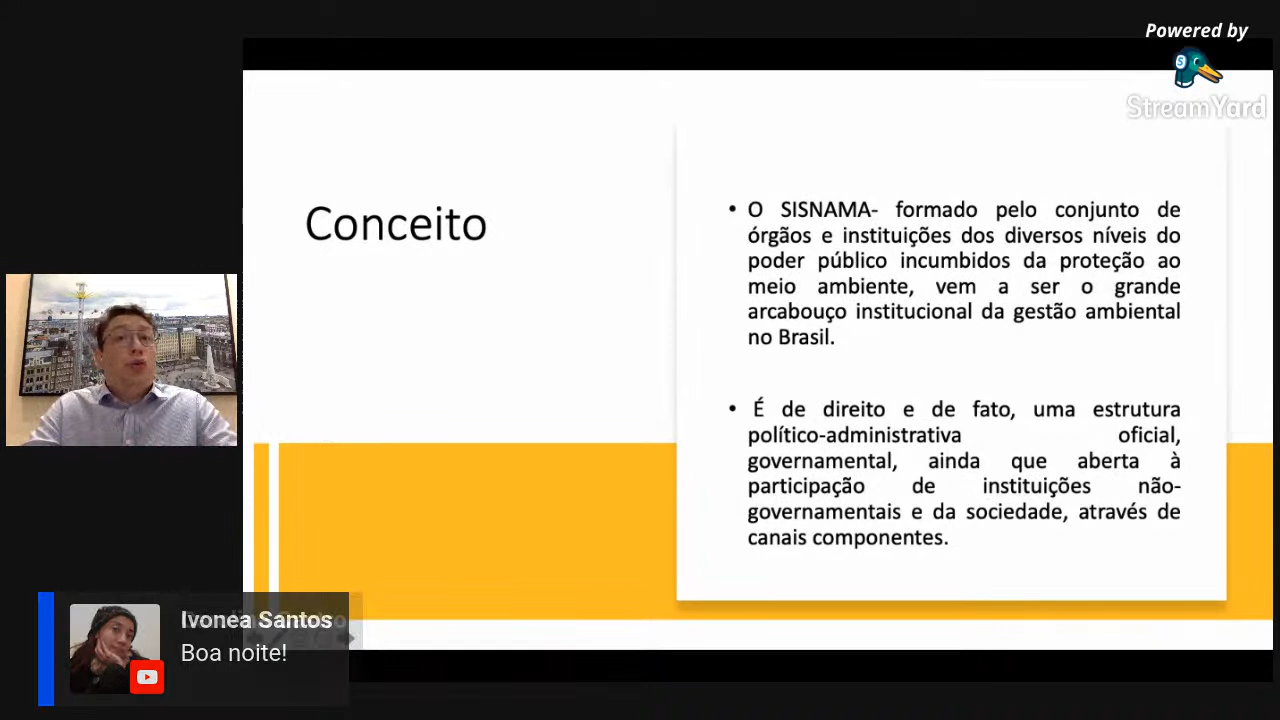 Powered by
StreamYard
Conceito
• O SISNAMA- formado pelo conjunto de
órgãos e instituições dos diversos níveis do
poder público incumbidos da proteção ao
meio ambiente, vem a ser o grande
arcabouço institucional da gestão ambiental
no Brasil.
• É de direito e de fato, uma estrutura
político-administrativa oficial,
governamental, ainda que aberta à
participação de instituições não-
governamentais e da sociedade, através de
canais componentes.
Ivonea Santos
Boa noite!